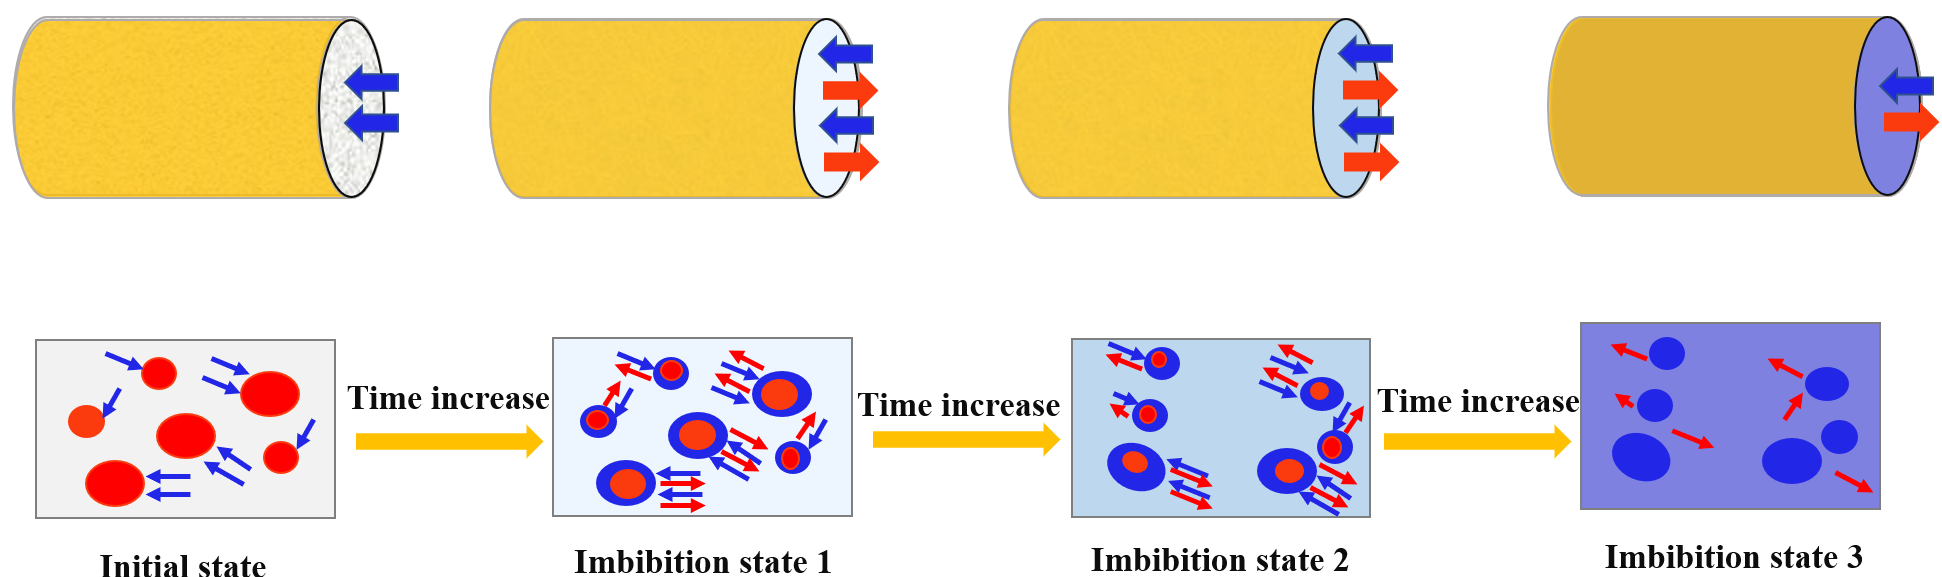 Time increase
Time increase
Time increase
Initial state
Imbibition state 1
Imbibition state 2
Imbibition state 3